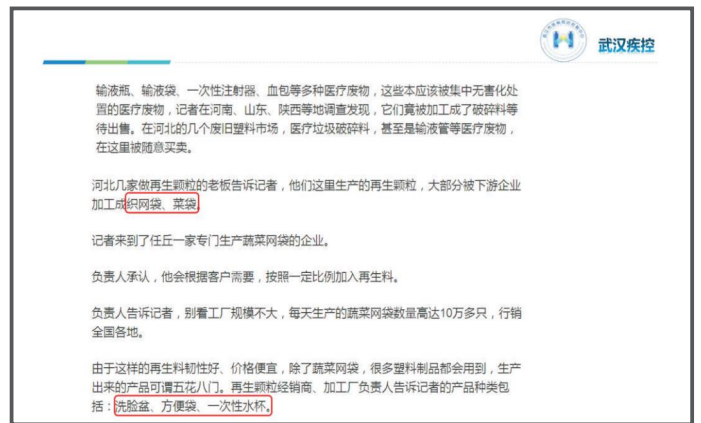 武汉疾控
输液瓶、输液袋、一次性注射器、血包等多种医疗废物，这些本应该被集中无害化处
置的医疗废物，记者在河南、山东、陕西等地调查发现，它们竟被加工成了破碎料等
待出售。在河北的几个废旧塑料市场，医疗垃圾破碎料，甚至是输液管等医疗废物，
在这里被随意买卖。
河北几家做再生颗粒的老板告诉记者，他们这里生产的再生颗粒，大部分被下游企业
加工成织网袋、菜袋。
记者来到了任丘一家专门生产蔬菜网袋的企业。
负责人承认，他会根据客户需要，按照一定比例加入再生料。
负责人告诉记者，别看工厂规模不大，每天生产的蔬菜网袋数量高达10万多只，行销
全国各地。
由于这样的再生料韧性好、价格便宜，除了蔬菜网袋，很多塑料制品都会用到，生产
出来的产品可谓五花八门。再生颗粒经销商、加工厂负责人告诉记者的产品种类包
括：洗脸盆、方便袋、一次性水杯。